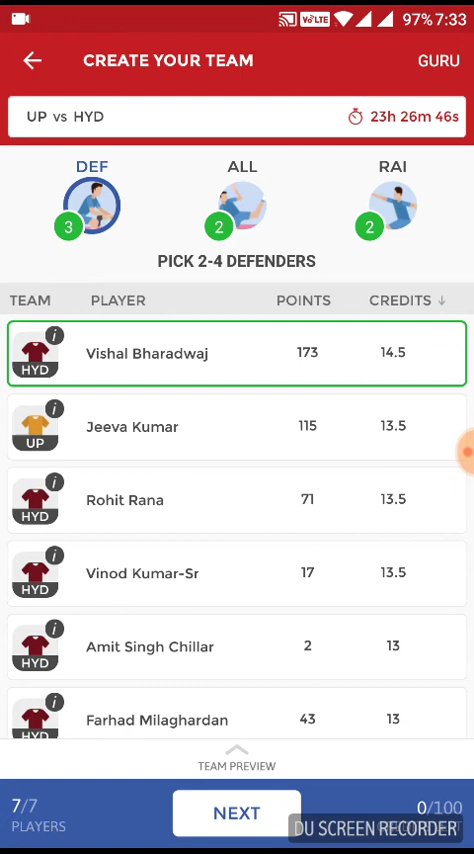 VoLTE 97% 7:33
CREATE YOUR TEAM GURU
UP vs HYD 23h 26m 46s
DEF ALL RAI
3 2 2
PICK 2-4 DEFENDERS
TEAM PLAYER POINTS CREDITS ↓
i
HYD Vishal Bharadwaj 173 14.5
i
UP Jeeva Kumar 115 13.5
i
HYD Rohit Rana 71 13.5
i
HYD Vinod Kumar-Sr 17 13.5
i
HYD Amit Singh Chillar 2 13
i
HYD Farhad Milaghardan 43 13
TEAM PREVIEW
7/7 NEXT 0/100
PLAYERS DU SCREEN RECORDER